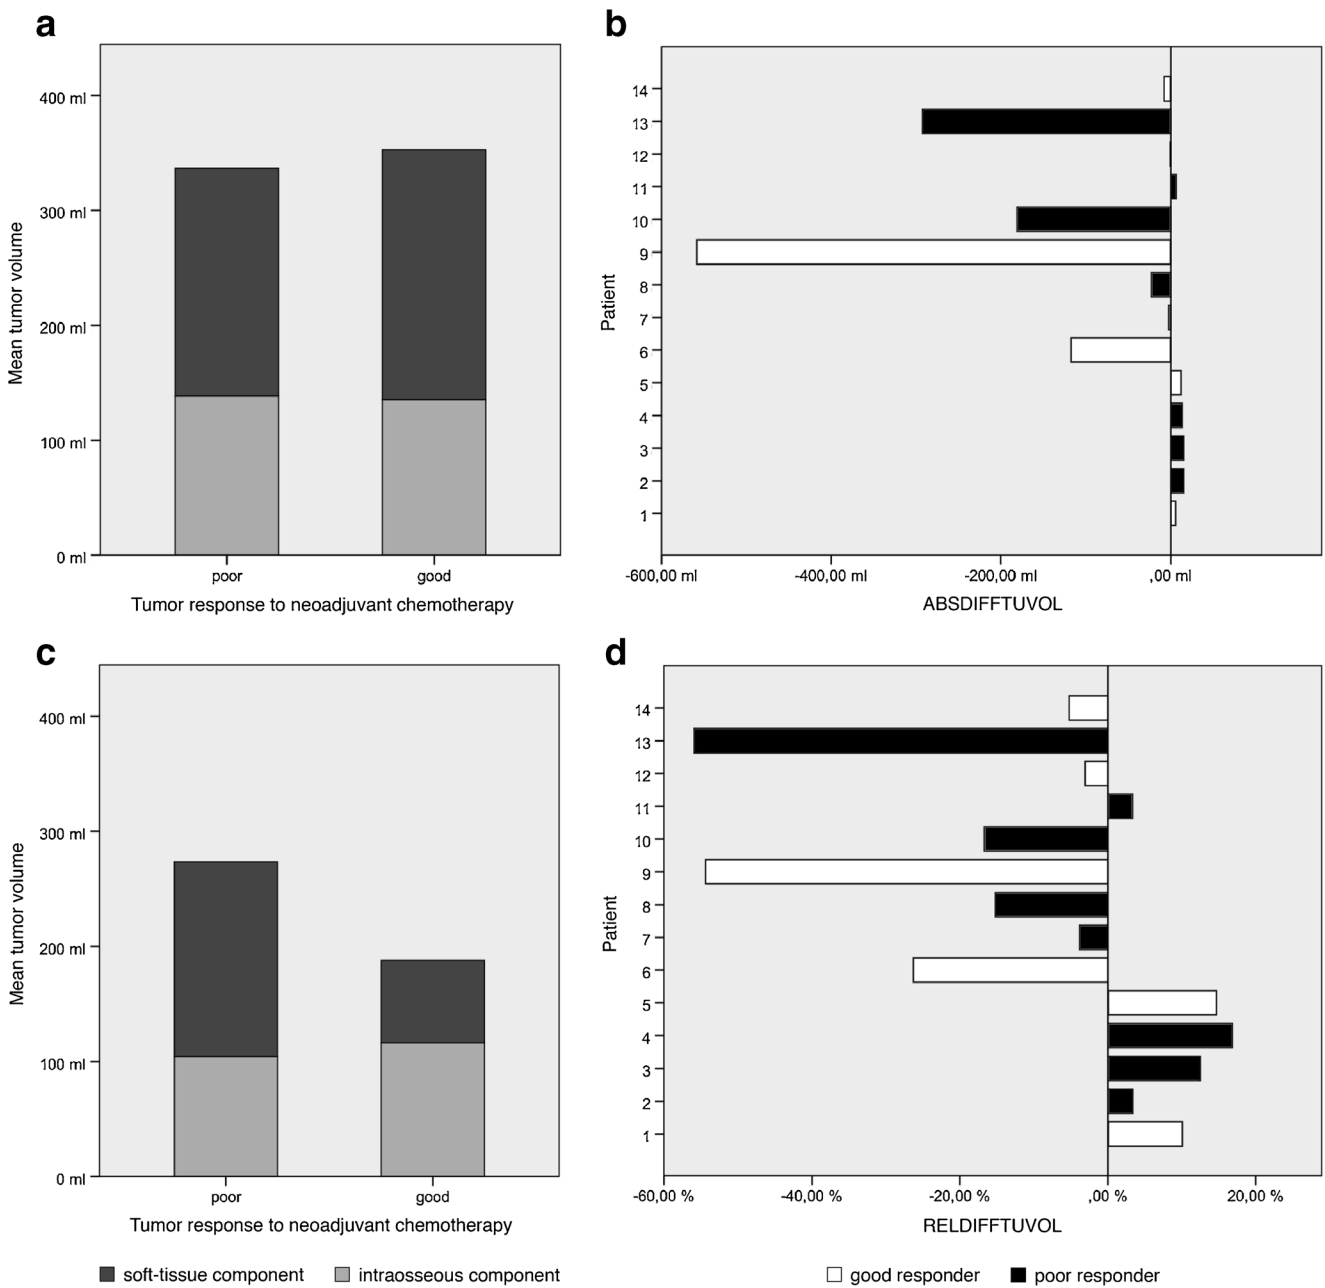 a
400 ml
300 ml
200 ml
100 ml
0 ml
Mean tumor volume
poor
good
Tumor response to neoadjuvant chemotherapy
b
14
13
12
11
10
9
8
7
6
5
4
3
2
1
Patient
-600,00 ml
-400,00 ml
-200,00 ml
,00 ml
ABSDIFFTUVOL
c
400 ml
300 ml
200 ml
100 ml
0 ml
Mean tumor volume
poor
good
Tumor response to neoadjuvant chemotherapy
soft-tissue component
intraosseous component
d
14
13
12
11
10
9
8
7
6
5
4
3
2
1
Patient
-60,00 %
-40,00 %
-20,00 %
,00 %
20,00 %
RELDIFFTUVOL
good responder
poor responder